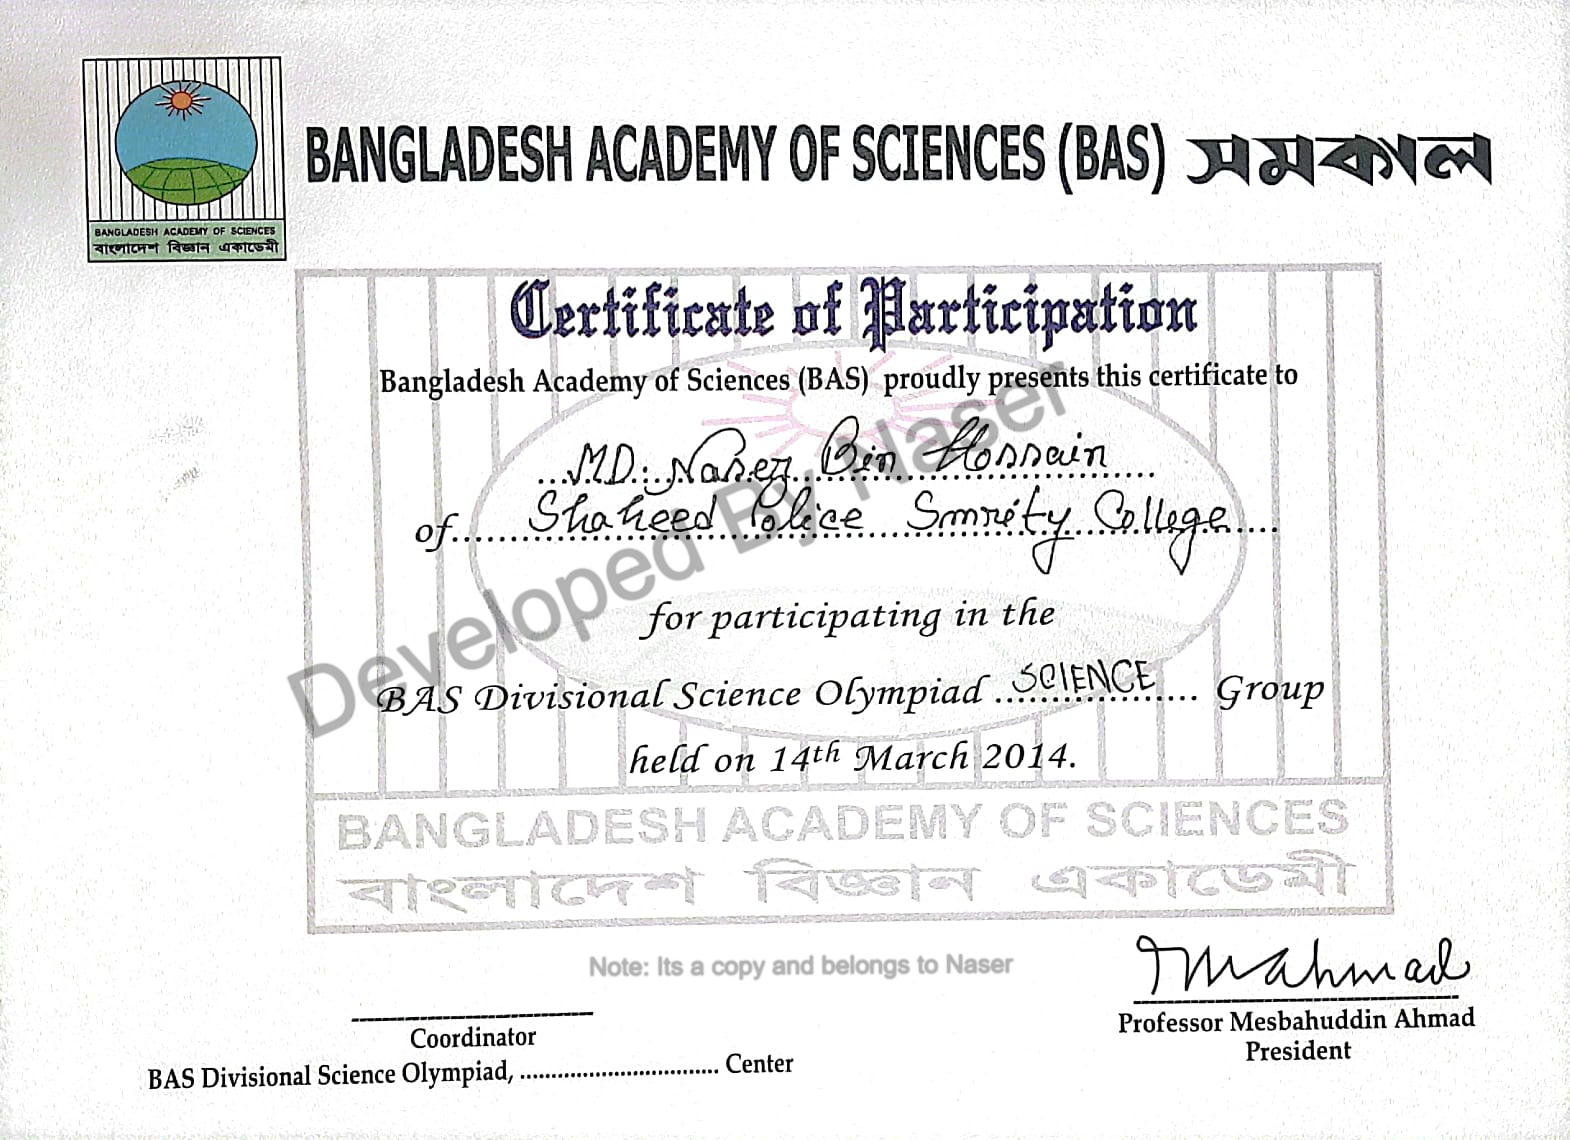 BANGLADESH ACADEMY OF SCIENCES (BAS) সমকাল
BANGLADESH ACADEMY OF SCIENCES
বাংলাদেশ বিজ্ঞান একাডেমী
Certificate of Participation
Bangladesh Academy of Sciences (BAS) proudly presents this certificate to
MD. Naser Bin Hossain
of Shaheed Police Smrity College
for participating in the
BAS Divisional Science Olympiad SCIENCE Group
held on 14th March 2014.
Developed By Naser
BANGLADESH ACADEMY OF SCIENCES
বাংলাদেশ বিজ্ঞান একাডেমী
Note: Its a copy and belongs to Naser
MAhmad
Professor Mesbahuddin Ahmad
President
Coordinator
BAS Divisional Science Olympiad, ................................ Center